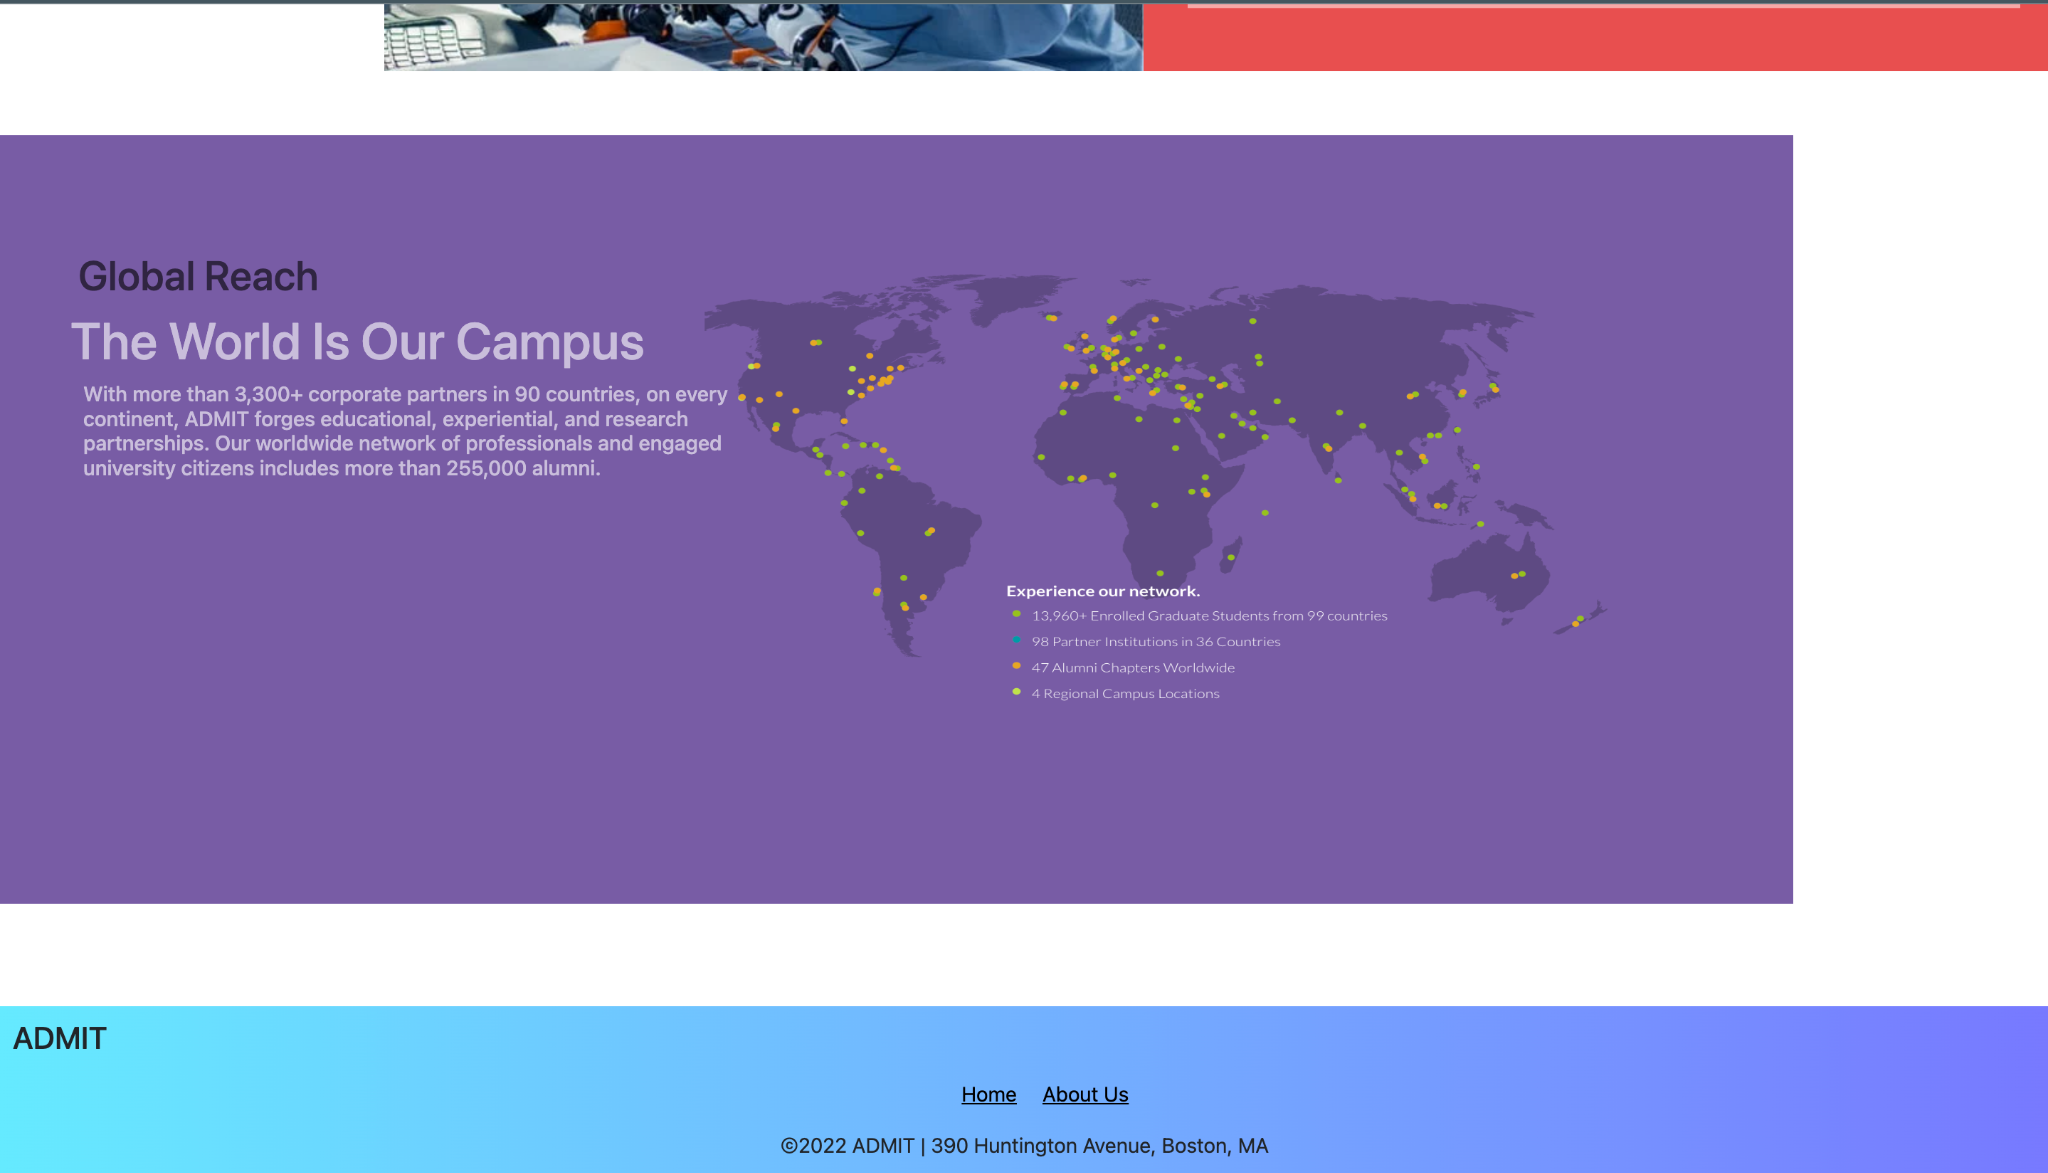 Global Reach
The World Is Our Campus
With more than 3,300+ corporate partners in 90 countries, on every
continent, ADMIT forges educational, experiential, and research
partnerships. Our worldwide network of professionals and engaged
university citizens includes more than 255,000 alumni.
Experience our network.
13,960+ Enrolled Graduate Students from 99 countries
98 Partner Institutions in 36 Countries
47 Alumni Chapters Worldwide
4 Regional Campus Locations
ADMIT
Home About Us
©2022 ADMIT | 390 Huntington Avenue, Boston, MA